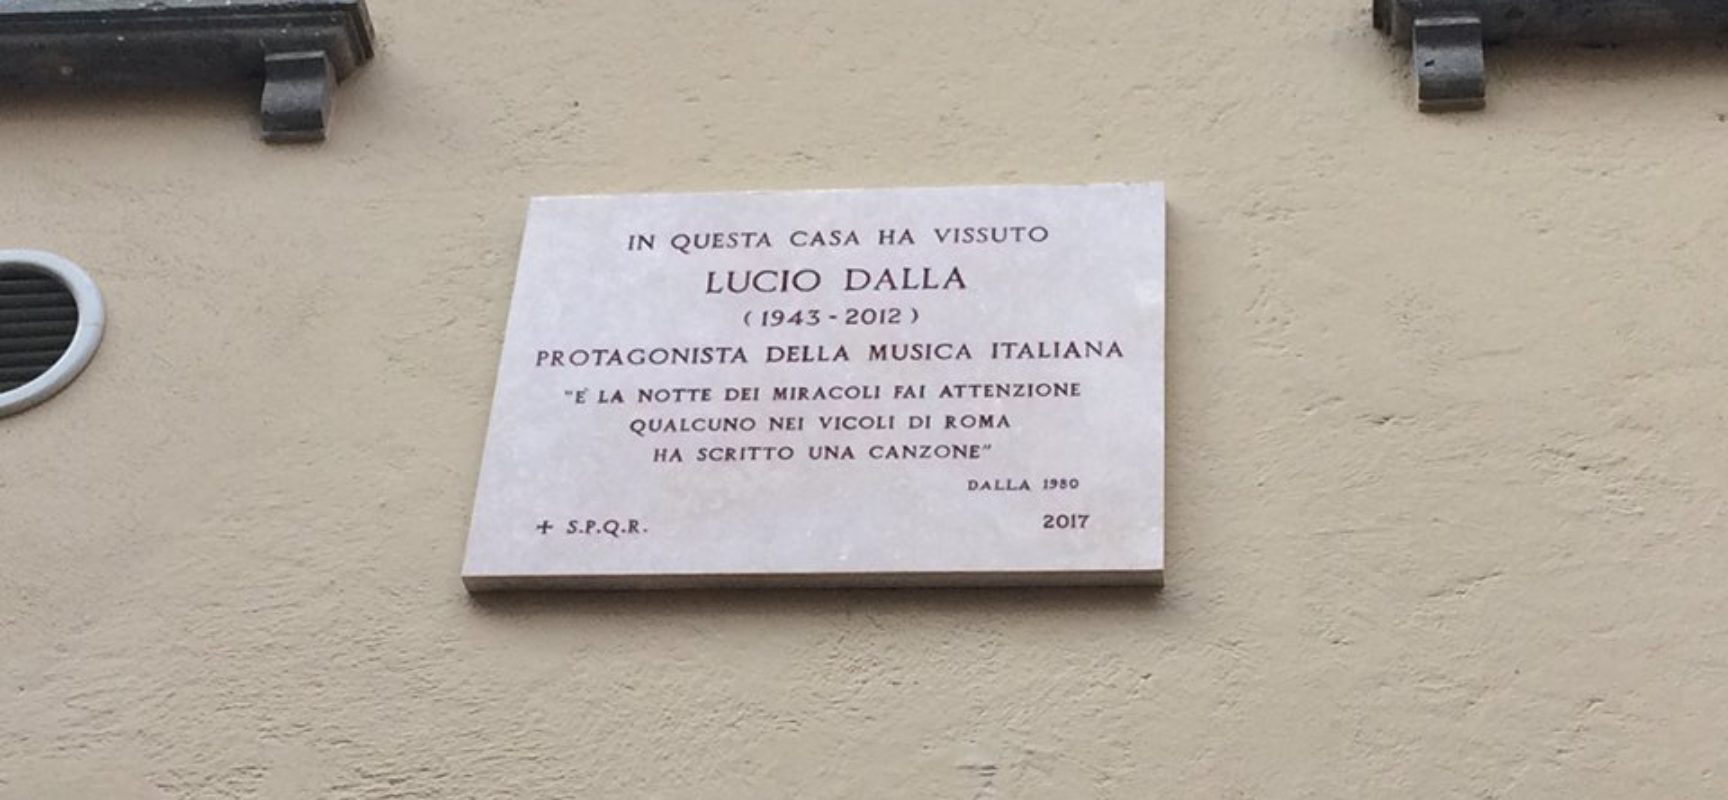 IN QUESTA CASA HA VISSUTO
LUCIO DALLA
(1943-2012)
PROTAGONISTA DELLA MUSICA ITALIANA
"E' LA NOTTE DEI MIRACOLI FAI ATTENZIONE
QUALCUNO NEI VICOLI DI ROMA
HA SCRITTO UNA CANZONE"
DALLA 1980
+ S.P.Q.R. 2017